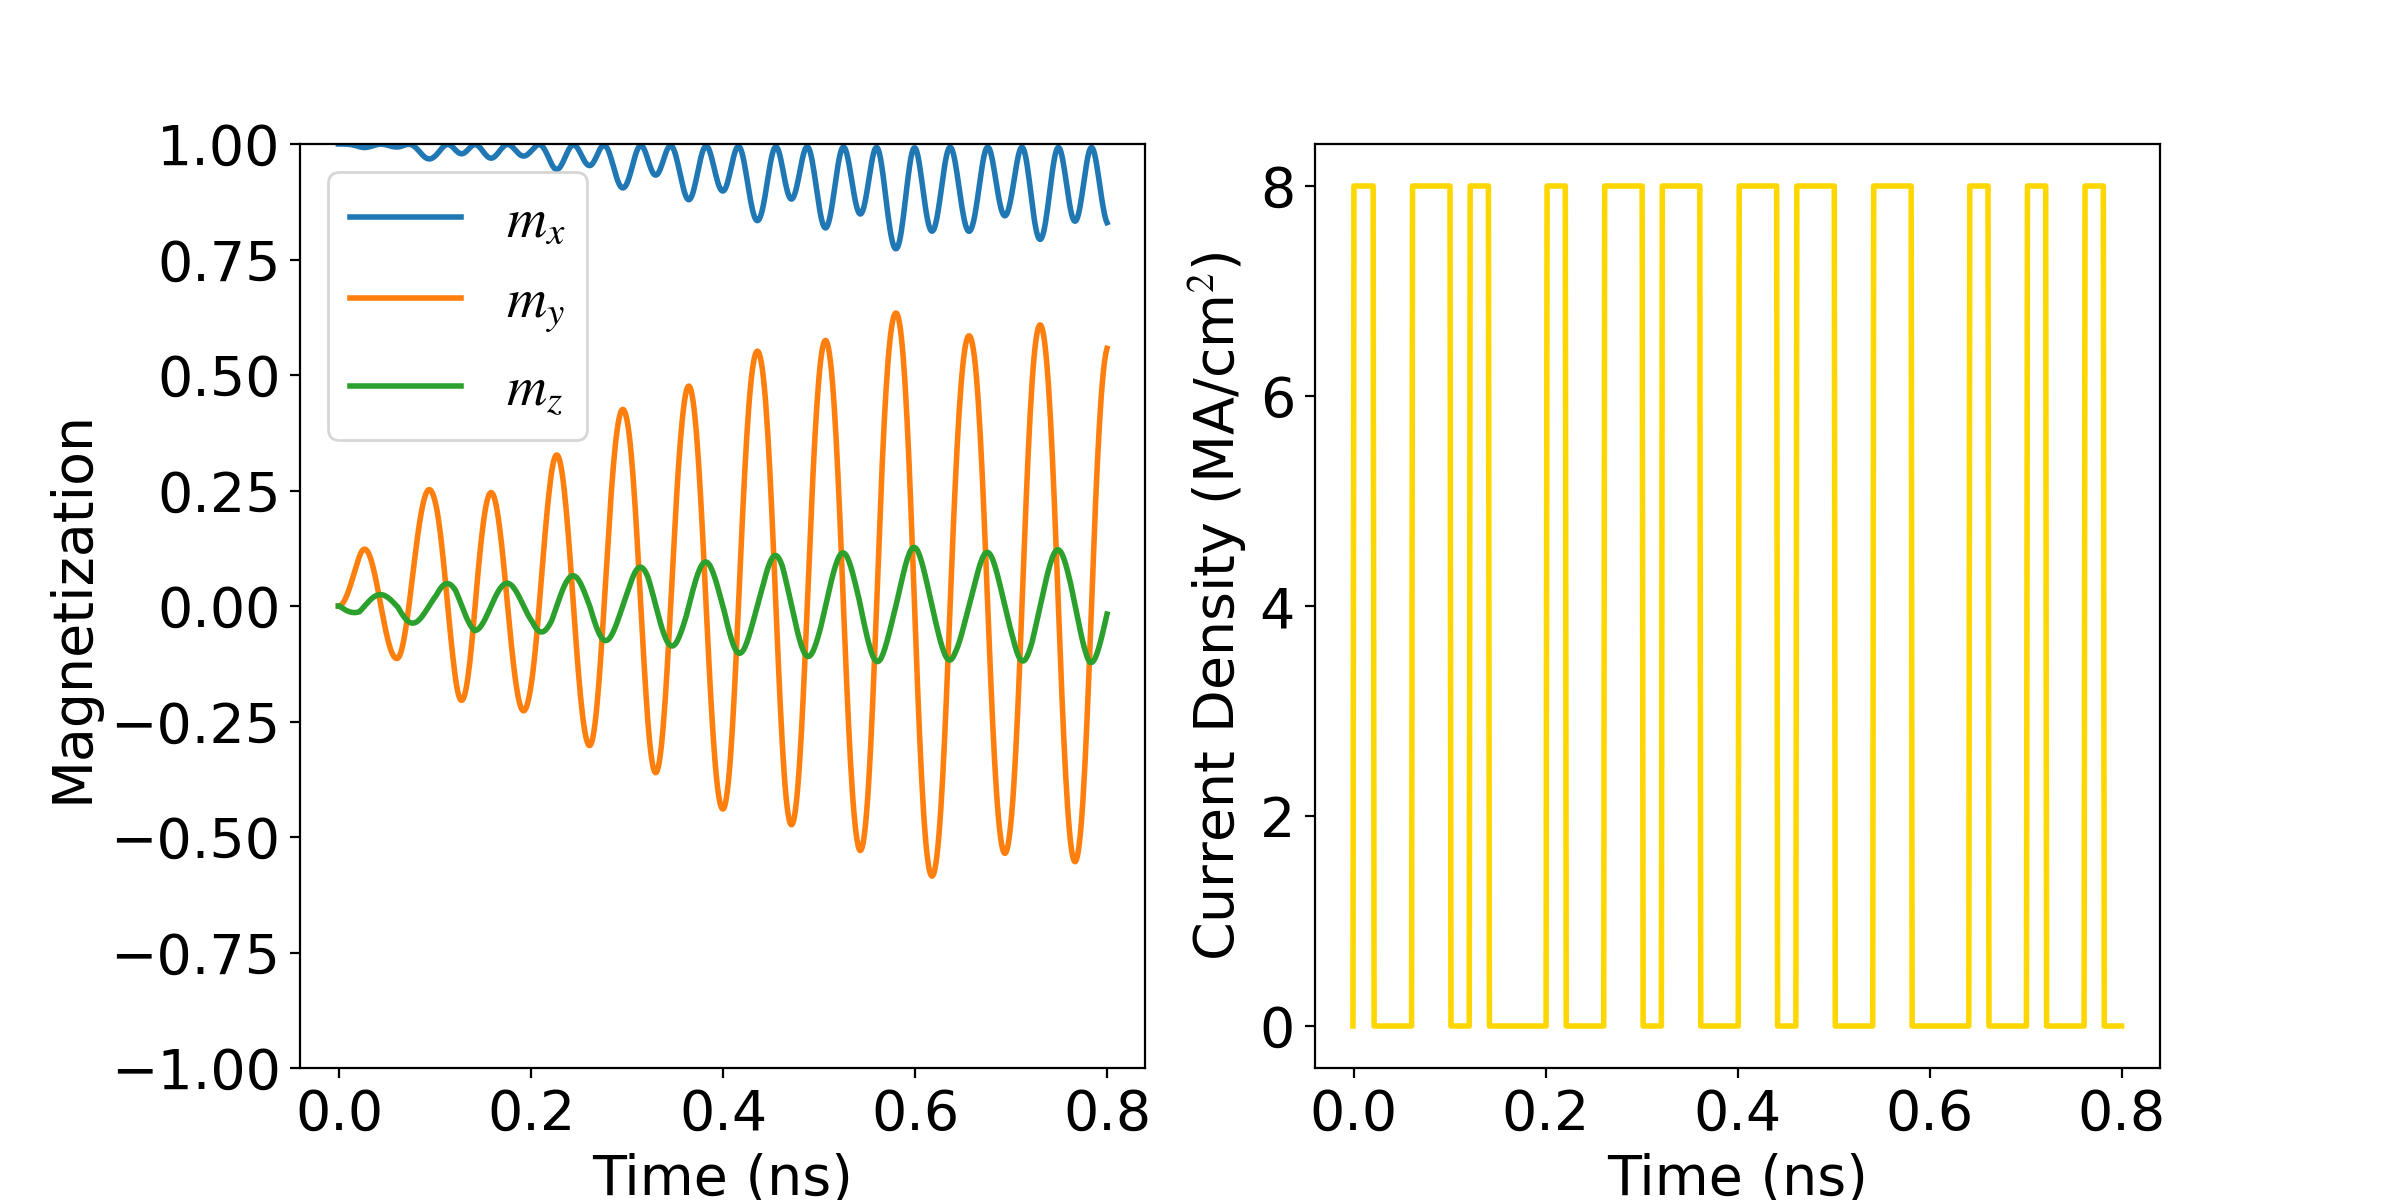 Magnetization
1.00
0.75
0.50
0.25
0.00
−0.25
−0.50
−0.75
−1.00
m_x
m_y
m_z
0.0 0.2 0.4 0.6 0.8
Time (ns)
Current Density (MA/cm²)
8
6
4
2
0
0.0 0.2 0.4 0.6 0.8
Time (ns)